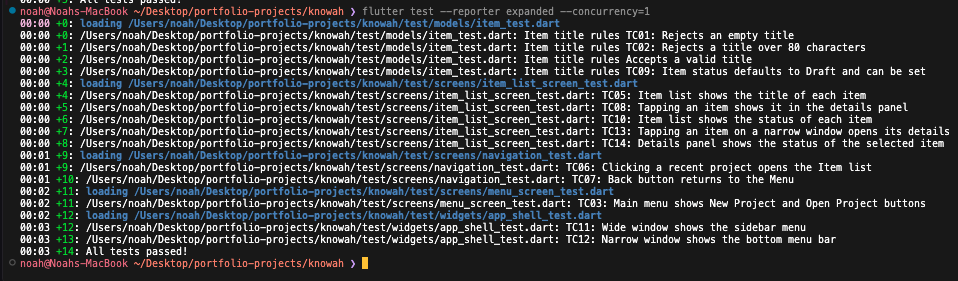 noah@Noahs-MacBook ~/Desktop/portfolio-projects/knowah ❯ flutter test --reporter expanded --concurrency=1
00:00 +0: loading /Users/noah/Desktop/portfolio-projects/knowah/test/models/item_test.dart
00:00 +0: /Users/noah/Desktop/portfolio-projects/knowah/test/models/item_test.dart: Item title rules TC01: Rejects an empty title
00:00 +1: /Users/noah/Desktop/portfolio-projects/knowah/test/models/item_test.dart: Item title rules TC02: Rejects a title over 80 characters
00:00 +2: /Users/noah/Desktop/portfolio-projects/knowah/test/models/item_test.dart: Item title rules Accepts a valid title
00:00 +3: /Users/noah/Desktop/portfolio-projects/knowah/test/models/item_test.dart: Item title rules TC09: Item status defaults to Draft and can be set
00:00 +4: loading /Users/noah/Desktop/portfolio-projects/knowah/test/screens/item_list_screen_test.dart
00:00 +4: /Users/noah/Desktop/portfolio-projects/knowah/test/screens/item_list_screen_test.dart: TC05: Item list shows the title of each item
00:00 +5: /Users/noah/Desktop/portfolio-projects/knowah/test/screens/item_list_screen_test.dart: TC08: Tapping an item shows it in the details panel
00:00 +6: /Users/noah/Desktop/portfolio-projects/knowah/test/screens/item_list_screen_test.dart: TC10: Item list shows the status of each item
00:00 +7: /Users/noah/Desktop/portfolio-projects/knowah/test/screens/item_list_screen_test.dart: TC13: Tapping an item on a narrow window opens its details
00:00 +8: /Users/noah/Desktop/portfolio-projects/knowah/test/screens/item_list_screen_test.dart: TC14: Details panel shows the status of the selected item
00:01 +9: loading /Users/noah/Desktop/portfolio-projects/knowah/test/screens/navigation_test.dart
00:01 +9: /Users/noah/Desktop/portfolio-projects/knowah/test/screens/navigation_test.dart: TC06: Clicking a recent project opens the Item list
00:01 +10: /Users/noah/Desktop/portfolio-projects/knowah/test/screens/navigation_test.dart: TC07: Back button returns to the Menu
00:02 +11: loading /Users/noah/Desktop/portfolio-projects/knowah/test/screens/menu_screen_test.dart
00:02 +11: /Users/noah/Desktop/portfolio-projects/knowah/test/screens/menu_screen_test.dart: TC03: Main menu shows New Project and Open Project buttons
00:02 +12: loading /Users/noah/Desktop/portfolio-projects/knowah/test/widgets/app_shell_test.dart
00:03 +12: /Users/noah/Desktop/portfolio-projects/knowah/test/widgets/app_shell_test.dart: TC11: Wide window shows the sidebar menu
00:03 +13: /Users/noah/Desktop/portfolio-projects/knowah/test/widgets/app_shell_test.dart: TC12: Narrow window shows the bottom menu bar
00:03 +14: All tests passed!
noah@Noahs-MacBook ~/Desktop/portfolio-projects/knowah ❯